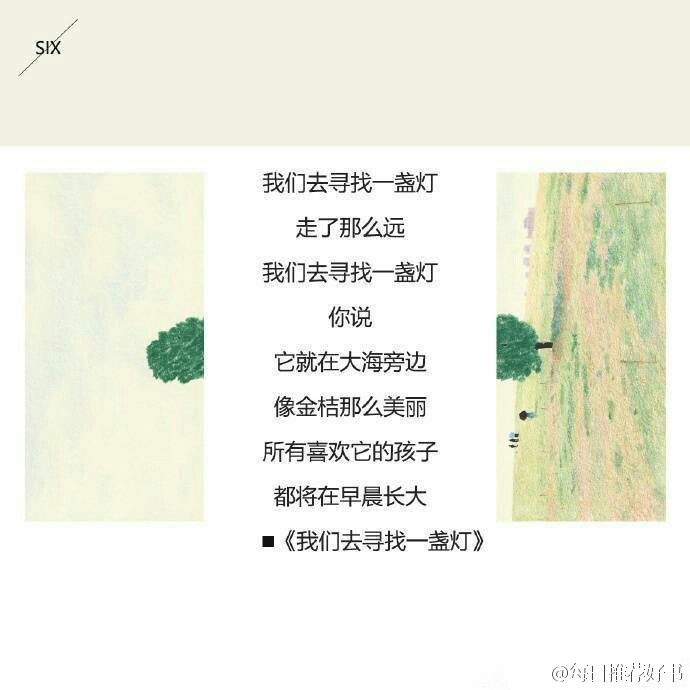 SIX
我们去寻找一盏灯
走了那么远
我们去寻找一盏灯
你说
它就在大海旁边
像金桔那么美丽
所有喜欢它的孩子
都将在早晨长大
■《我们去寻找一盏灯》
@每日推荐好书